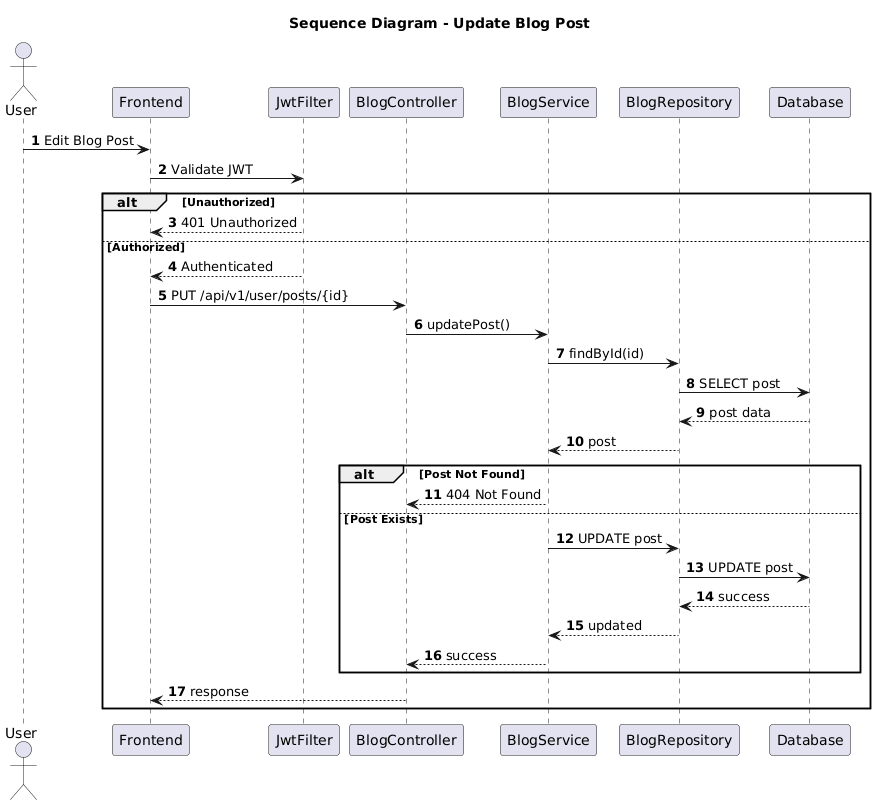 Sequence Diagram - Update Blog Post
User
Frontend
JwtFilter
BlogController
BlogService
BlogRepository
Database
1 Edit Blog Post
2 Validate JWT
alt [Unauthorized]
3 401 Unauthorized
[Authorized]
4 Authenticated
5 PUT /api/v1/user/posts/{id}
6 updatePost()
7 findById(id)
8 SELECT post
9 post data
10 post
alt [Post Not Found]
11 404 Not Found
[Post Exists]
12 UPDATE post
13 UPDATE post
14 success
15 updated
16 success
17 response
User
Frontend
JwtFilter
BlogController
BlogService
BlogRepository
Database